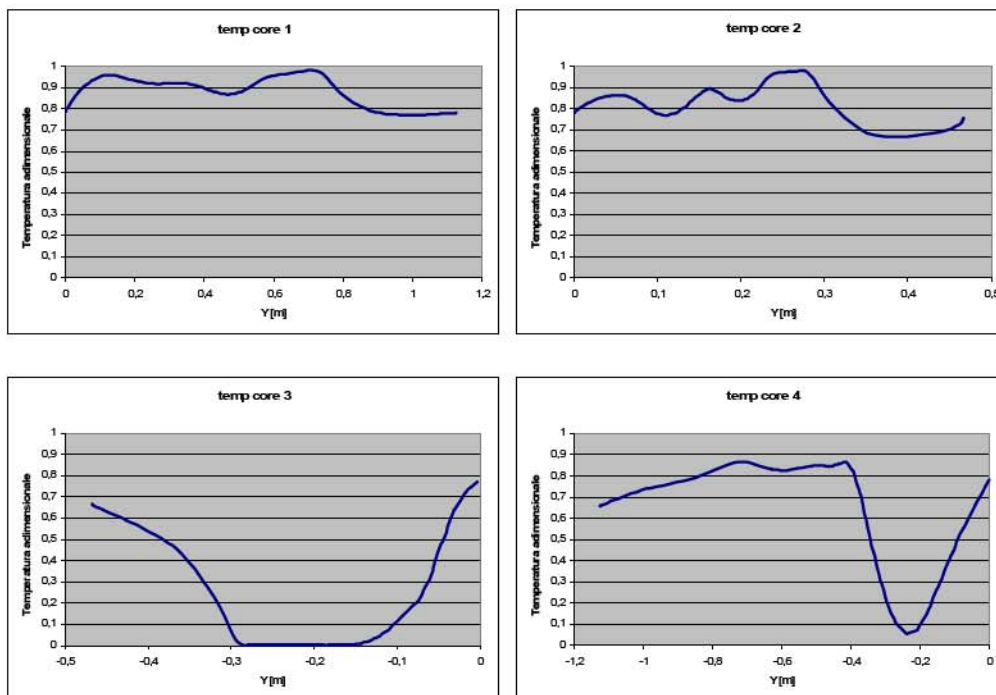 temp core 1
Temperatura adimensionale
1
0,9
0,8
0,7
0,6
0,5
0,4
0,3
0,2
0,1
0
0 0,2 0,4 0,6 0,8 1 1,2
Y[m]
temp core 2
Temperatura adimensionale
1
0,9
0,8
0,7
0,6
0,5
0,4
0,3
0,2
0,1
0
0 0,1 0,2 0,3 0,4 0,5
Y[m]
temp core 3
Temperatura adimensionale
1
0,9
0,8
0,7
0,6
0,5
0,4
0,3
0,2
0,1
0
-0,5 -0,4 -0,3 -0,2 -0,1 0
Y[m]
temp core 4
Temperatura adimensionale
1
0,9
0,8
0,7
0,6
0,5
0,4
0,3
0,2
0,1
0
-1,2 -1 -0,8 -0,6 -0,4 -0,2 0
Y[m]